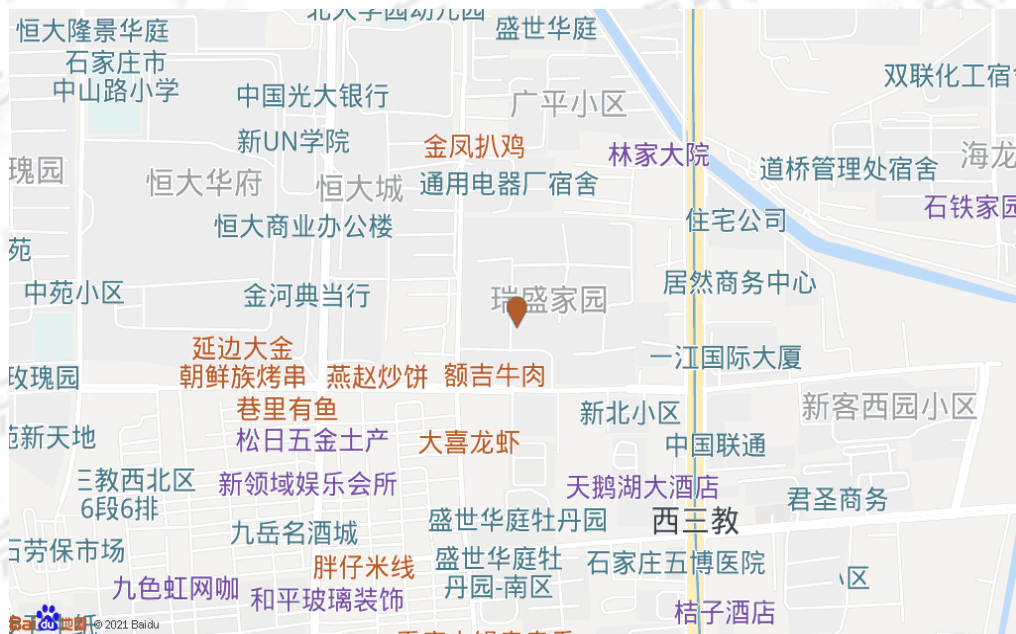 北大学园幼儿园
恒大隆景华庭
盛世华庭
石家庄市
中山路小学
双联化工宿舍
中国光大银行
广平小区
新UN学院
金凤扒鸡
林家大院
海龙
瑰园
道桥管理处宿舍
恒大华府
恒大城
通用电器厂宿舍
石铁家园
恒大商业办公楼
住宅公司
苑
中苑小区
金河典当行
瑞盛家园
居然商务中心
延边大金
朝鲜族烤串
燕赵炒饼
额吉牛肉
一江国际大厦
玫瑰园
巷里有鱼
新北小区
新客西园小区
苑新天地
松日五金土产
大喜龙虾
中国联通
三教西北区
6段6排
新领域娱乐会所
天鹅湖大酒店
君圣商务
九岳名酒城
盛世华庭牡丹园
西三教
石劳保市场
胖仔米线
盛世华庭牡
丹园-南区
石家庄五博医院
小区
九色虹网咖
和平玻璃装饰
桔子酒店
Bai du 地图
© 2021 Baidu